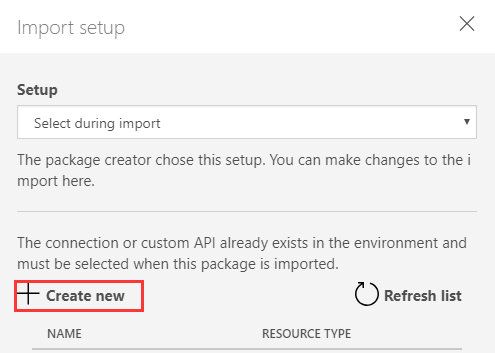 Import setup
Setup
Select during import
The package creator chose this setup. You can make changes to the i
mport here.
The connection or custom API already exists in the environment and
must be selected when this package is imported.
Create new Refresh list
NAME RESOURCE TYPE